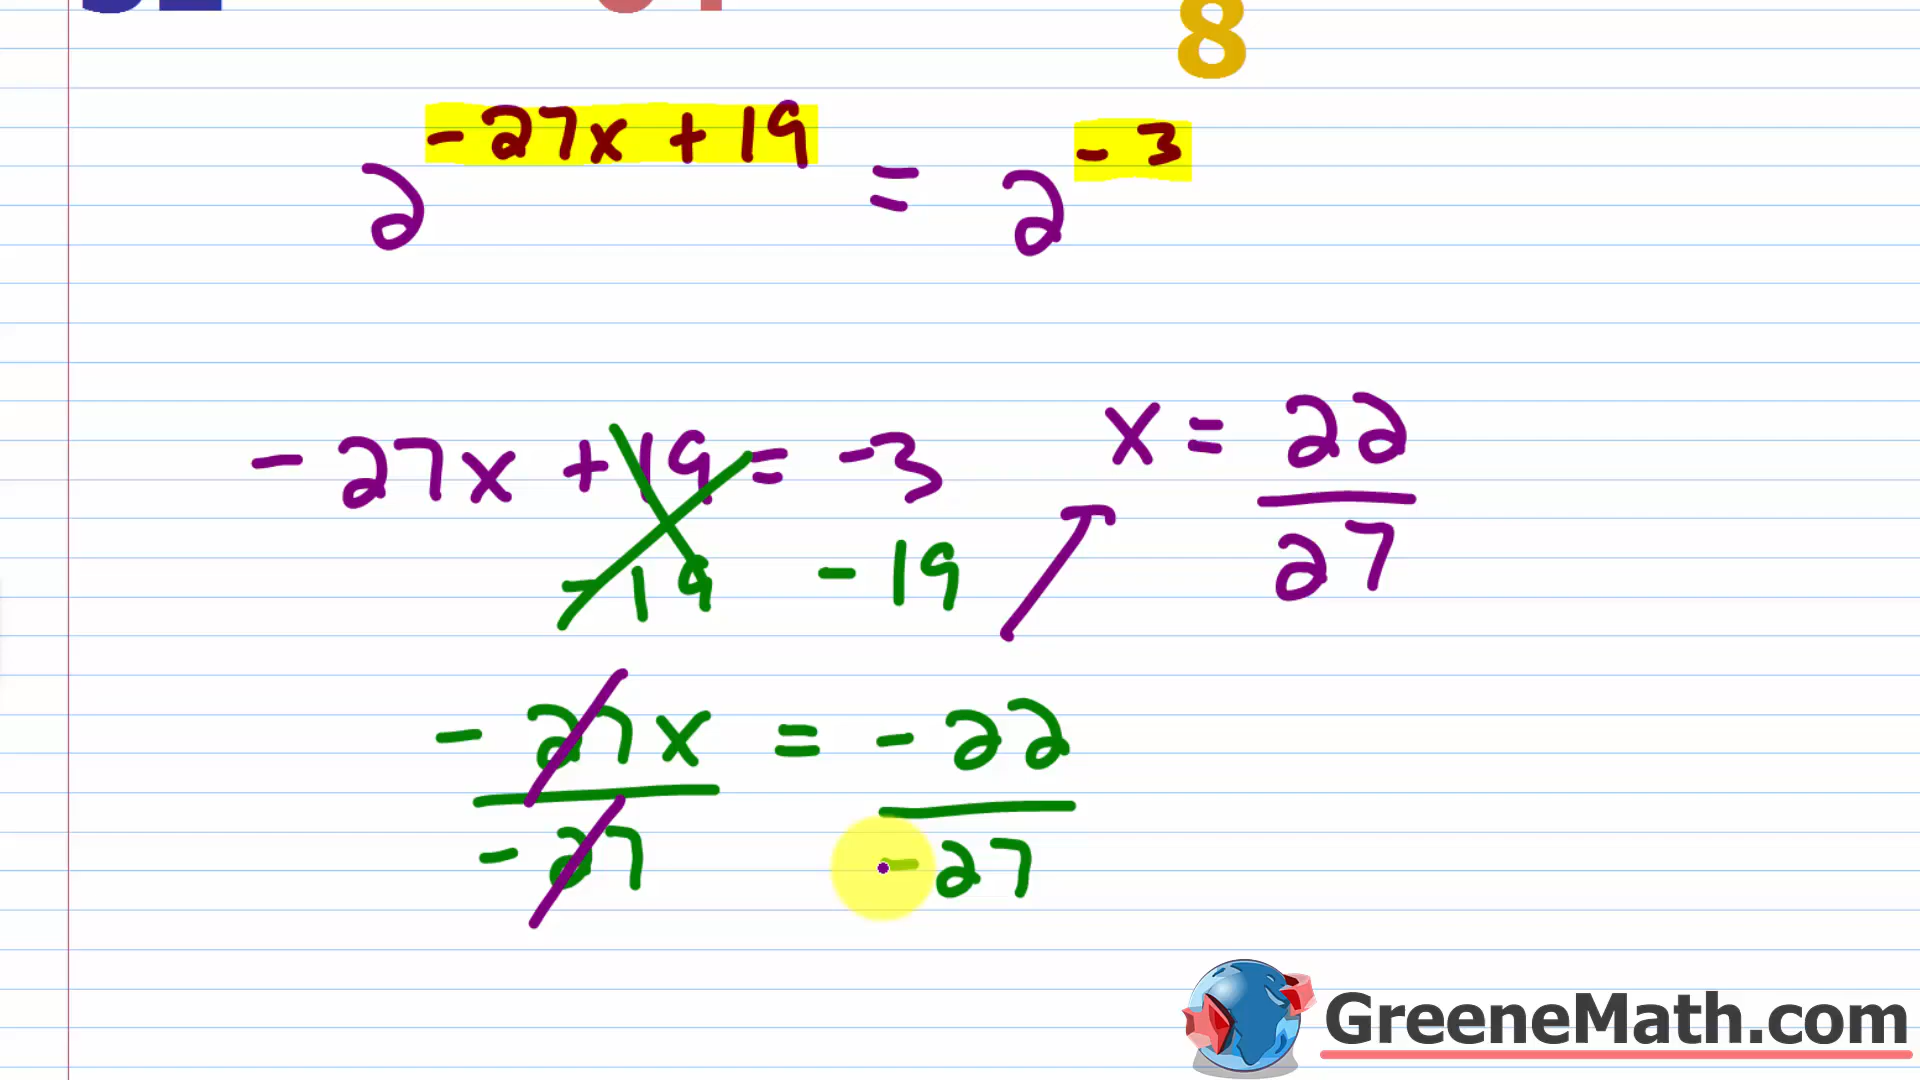 8
2^{-27x + 19} = 2^{-3}
-27x + 19 = -3
-19 -19
x = 22/27
-27x = -22
-27 -27
GreeneMath.com